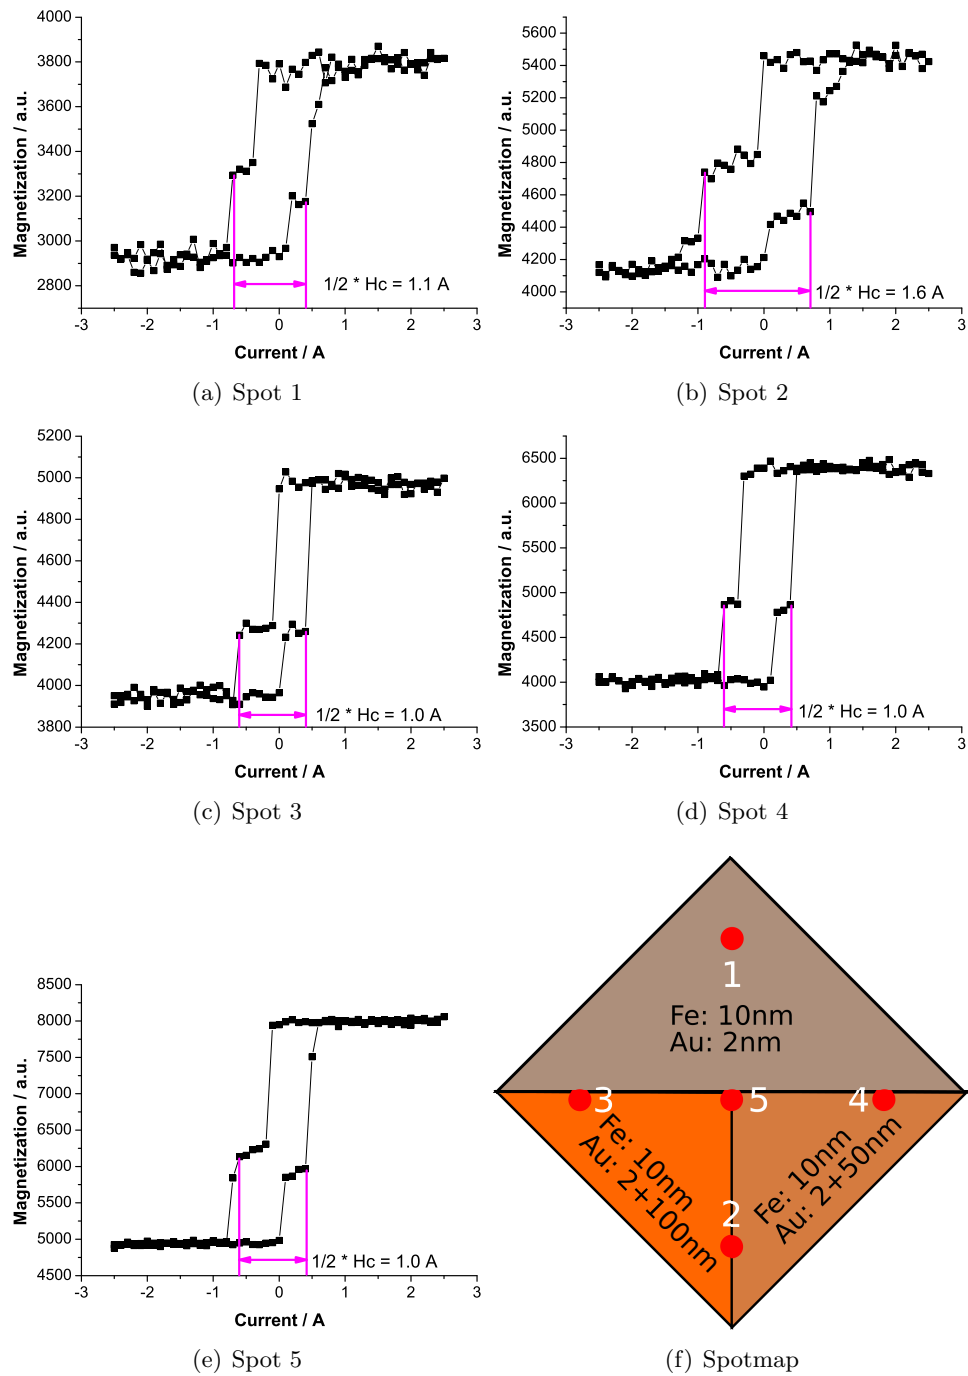 4000
3800
3600
3400
3200
3000
2800
Magnetization / a.u.
1/2 * Hc = 1.1 A
-3 -2 -1 0 1 2 3
Current / A
(a) Spot 1
5600
5400
5200
5000
4800
4600
4400
4200
4000
Magnetization / a.u.
1/2 * Hc = 1.6 A
-3 -2 -1 0 1 2 3
Current / A
(b) Spot 2
5200
5000
4800
4600
4400
4200
4000
3800
Magnetization / a.u.
1/2 * Hc = 1.0 A
-3 -2 -1 0 1 2 3
Current / A
(c) Spot 3
6500
6000
5500
5000
4500
4000
3500
Magnetization / a.u.
1/2 * Hc = 1.0 A
-3 -2 -1 0 1 2 3
Current / A
(d) Spot 4
8500
8000
7500
7000
6500
6000
5500
5000
4500
Magnetization / a.u.
1/2 * Hc = 1.0 A
-3 -2 -1 0 1 2 3
Current / A
(e) Spot 5
1
Fe: 10nm
Au: 2nm
3 5 4
Fe: 10nm
Au: 2+100nm
Fe: 10nm
Au: 2+50nm
2
(f) Spotmap